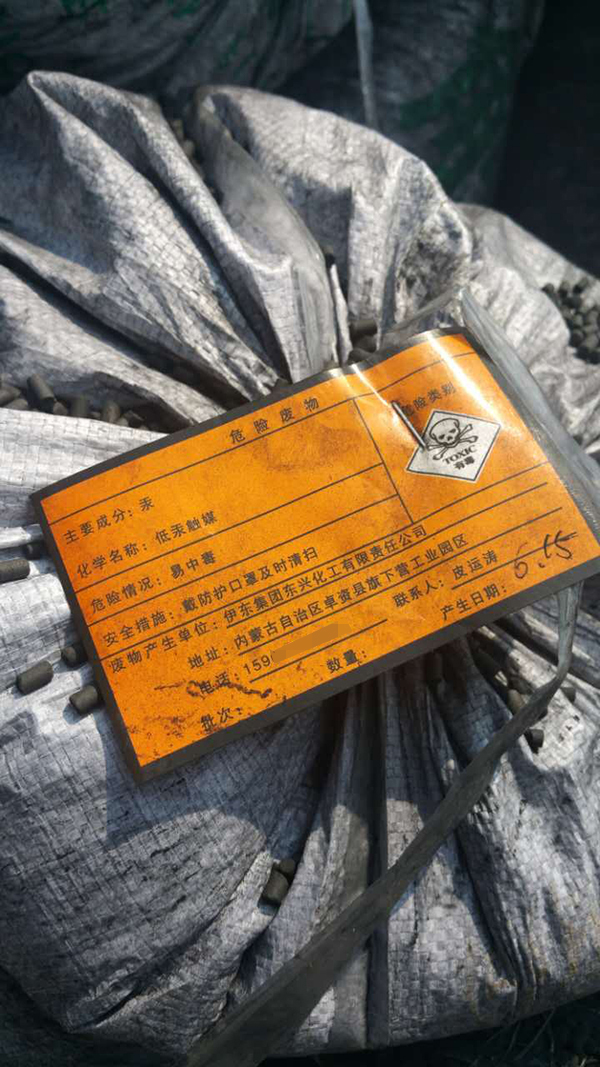 危险废物
危险类别
TOXIC
有毒
主要成分：汞
化学名称：低汞触媒
危险情况：易中毒
安全措施：戴防护口罩及时清扫
废物产生单位：伊东集团东兴化工有限责任公司
地址：内蒙古自治区卓资县旗下营工业园区
电话：159
联系人：皮运涛
批次：
数量：
产生日期：6.15